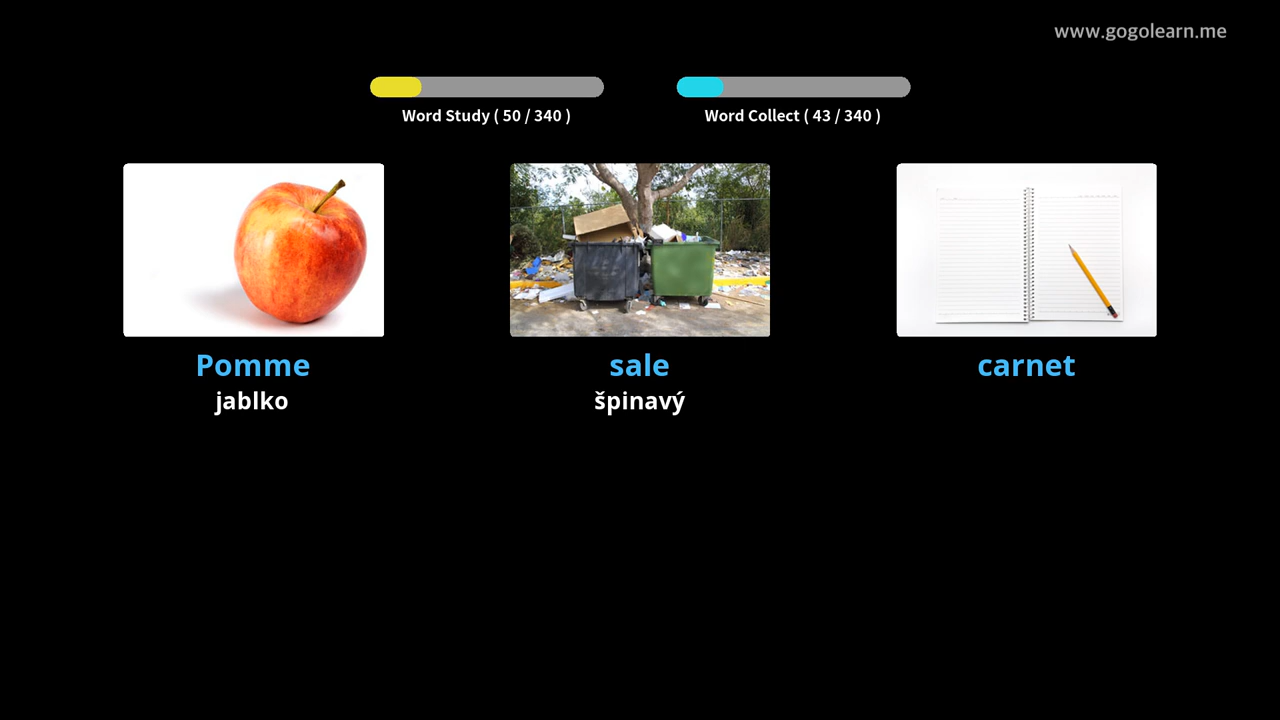 www.gogolearn.me
Word Study ( 50 / 340 )
Word Collect ( 43 / 340 )
Pomme
jablko
sale
špinavý
carnet